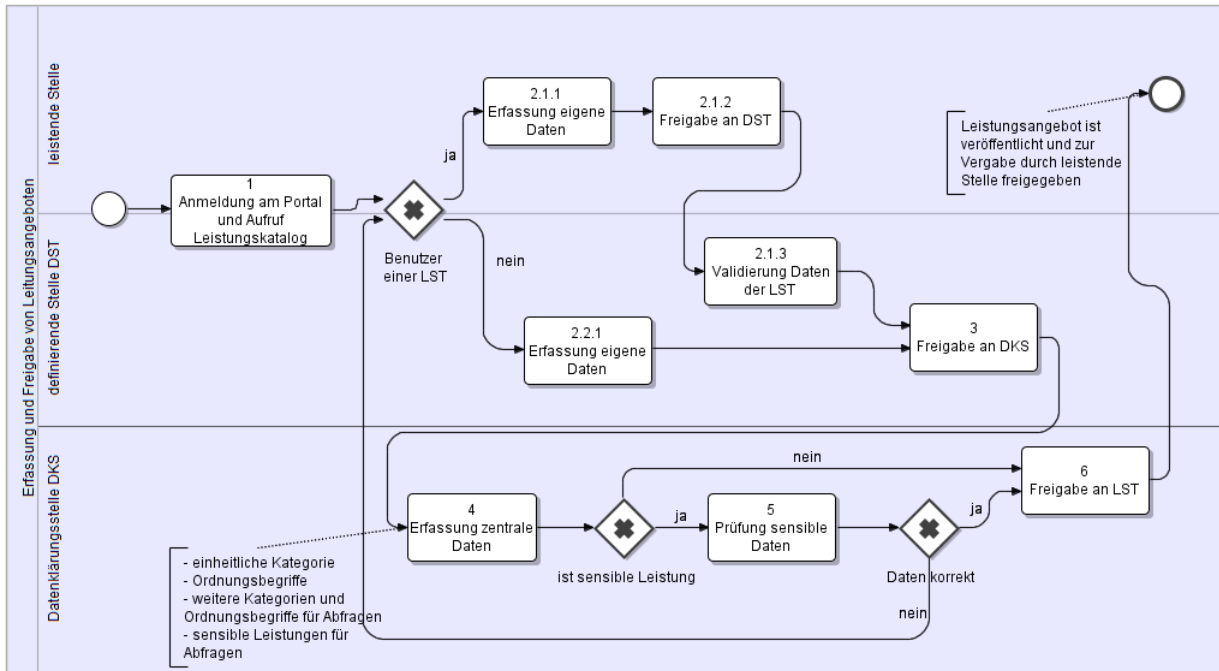 Erfassung und Freigabe von Leitungsangeboten
leistende Stelle
2.1.1
Erfassung eigene
Daten
2.1.2
Freigabe an DST
ja
Leistungsangebot ist
veröffentlicht und zur
Vergabe durch leistende
Stelle freigegeben
1
Anmeldung am Portal
und Aufruf
Leistungskatalog
definierende Stelle DST
Benutzer
einer LST
nein
2.1.3
Validierung Daten
der LST
2.2.1
Erfassung eigene
Daten
3
Freigabe an DKS
Datenklärungsstelle DKS
nein
6
Freigabe an LST
4
Erfassung zentrale
Daten
ja
5
Prüfung sensible
Daten
ja
ist sensible Leistung
Daten korrekt
nein
- einheitliche Kategorie
- Ordnungsbegriffe
- weitere Kategorien und
Ordnungsbegriffe für Abfragen
- sensible Leistungen für
Abfragen